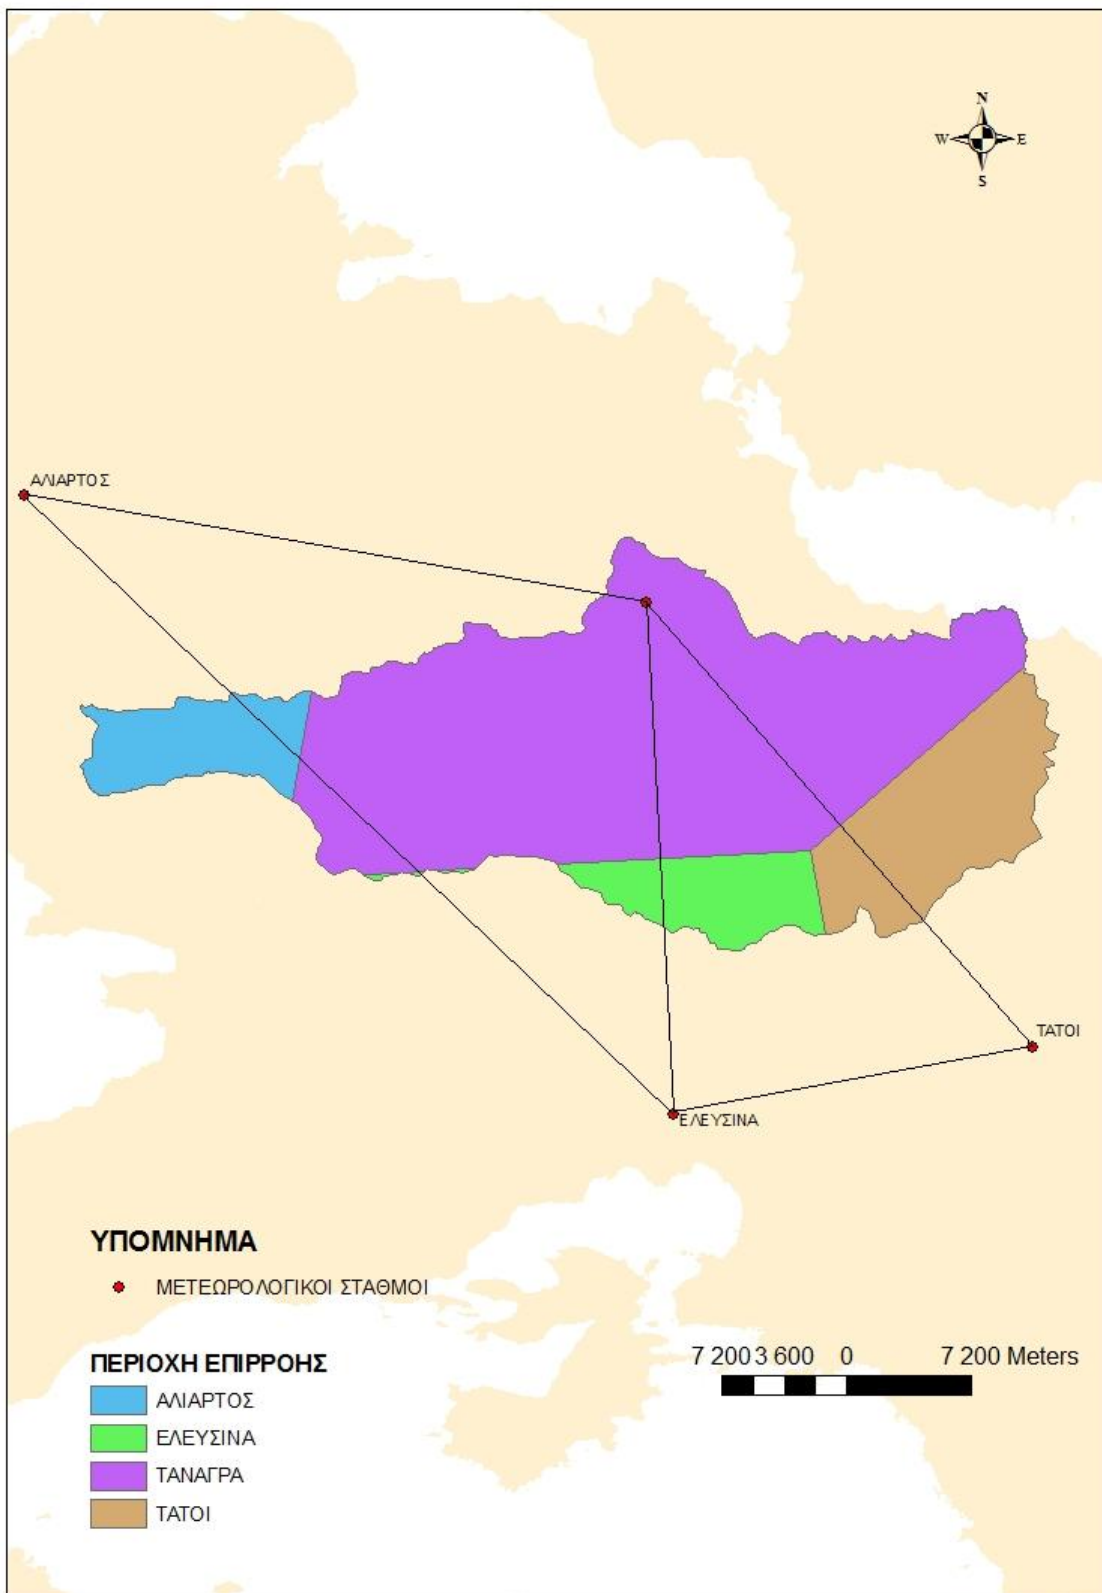 N
W E
S
ΑΛΙΑΡΤΟΣ
ΤΑΤΟΙ
ΕΛΕΥΣΙΝΑ
ΥΠΟΜΝΗΜΑ
ΜΕΤΕΩΡΟΛΟΓΙΚΟΙ ΣΤΑΘΜΟΙ
7 200 3 600 0 7 200 Meters
ΠΕΡΙΟΧΗ ΕΠΙΡΡΟΗΣ
ΑΛΙΑΡΤΟΣ
ΕΛΕΥΣΙΝΑ
ΤΑΝΑΓΡΑ
ΤΑΤΟΙ